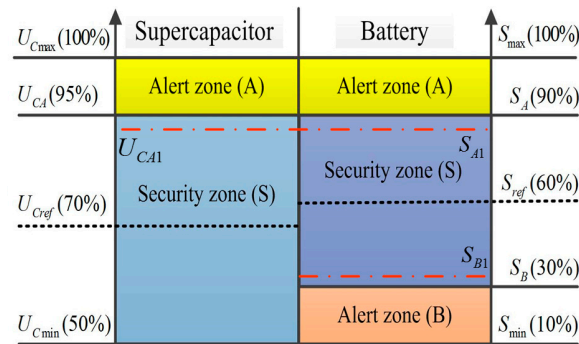 U_Cmax(100%) Supercapacitor Battery S_max(100%)
U_CA(95%) Alert zone (A) Alert zone (A) S_A(90%)
U_CA1 S_A1
Security zone (S)
U_Cref(70%) Security zone (S) S_ref(60%)
S_B1 S_B(30%)
U_Cmin(50%) Alert zone (B) S_min(10%)